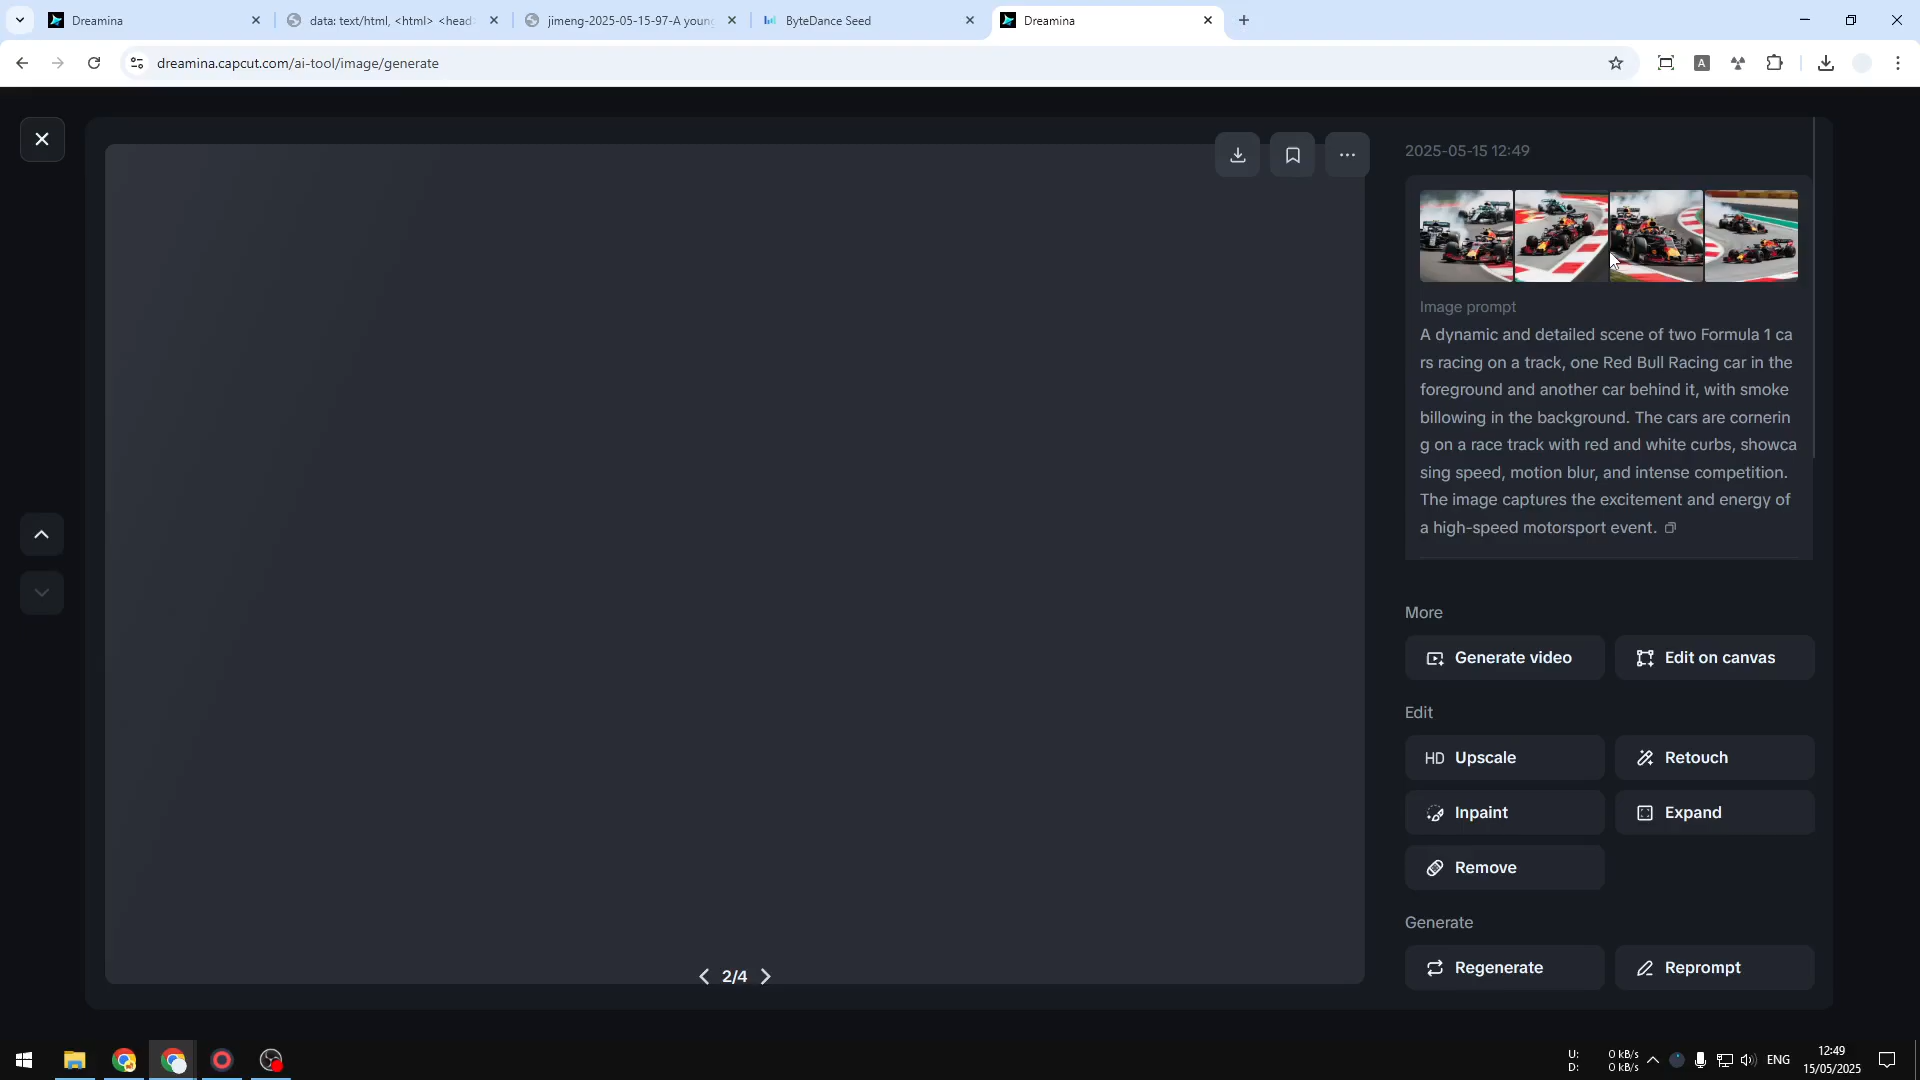 Dreamina
data: text/html, <html> <head>
jimeng-2025-05-15-97-A young
ByteDance Seed
Dreamina
dreamina.capcut.com/ai-tool/image/generate
A
2025-05-15 12:49
Image prompt
A dynamic and detailed scene of two Formula 1 ca
rs racing on a track, one Red Bull Racing car in the
foreground and another car behind it, with smoke
billowing in the background. The cars are cornerin
g on a race track with red and white curbs, showca
sing speed, motion blur, and intense competition.
The image captures the excitement and energy of
a high-speed motorsport event.
More
Generate video
Edit on canvas
Edit
HD Upscale
Retouch
Inpaint
Expand
Remove
Generate
Regenerate
Reprompt
2/4
U: 0 kB/s
D: 0 kB/s
ENG
12:49
15/05/2025